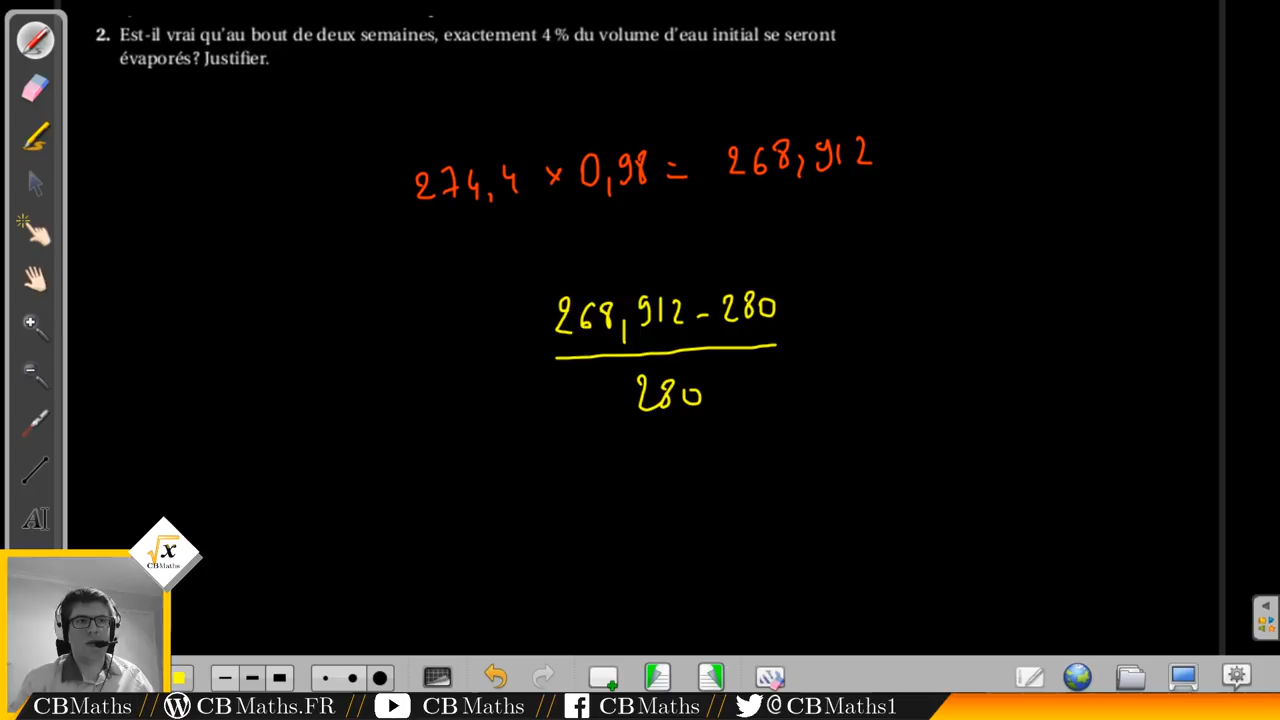 2. Est-il vrai qu'au bout de deux semaines, exactement 4 % du volume d'eau initial se seront
évaporés? Justifier.
274,4 × 0,98 = 268,912
268,912 - 280
280
AI
√x
CBMaths
CBMaths // CBMaths.FR // CBMaths // CBMaths // @CBMaths1